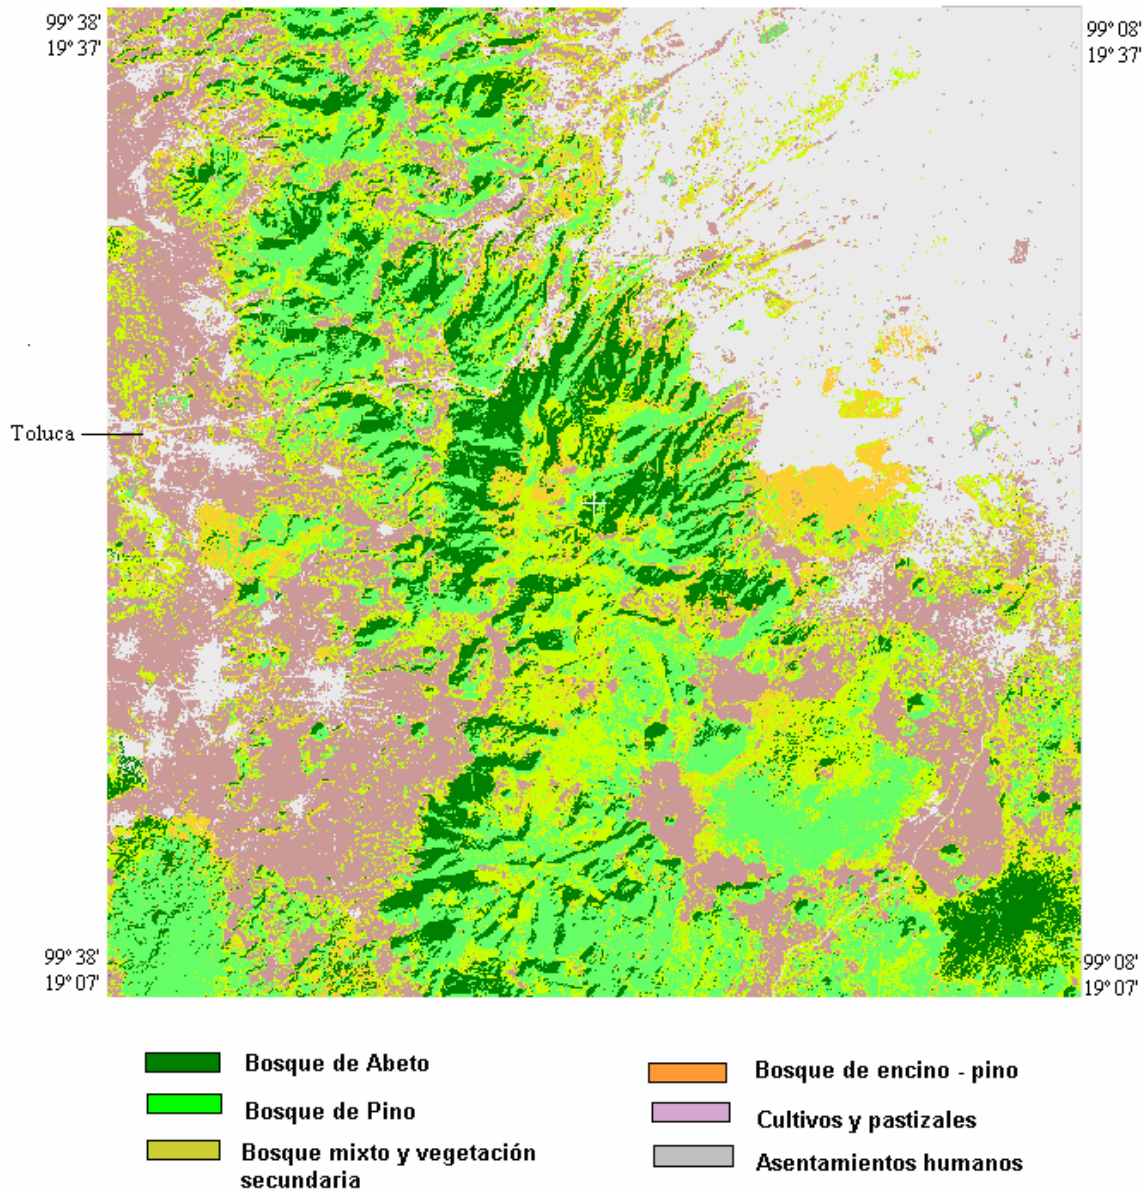 99° 38'
19° 37'
99° 08'
19° 37'
Toluca
99° 38'
19° 07'
99° 08'
19° 07'
Bosque de Abeto
Bosque de Pino
Bosque mixto y vegetación
secundaria
Bosque de encino - pino
Cultivos y pastizales
Asentamientos humanos